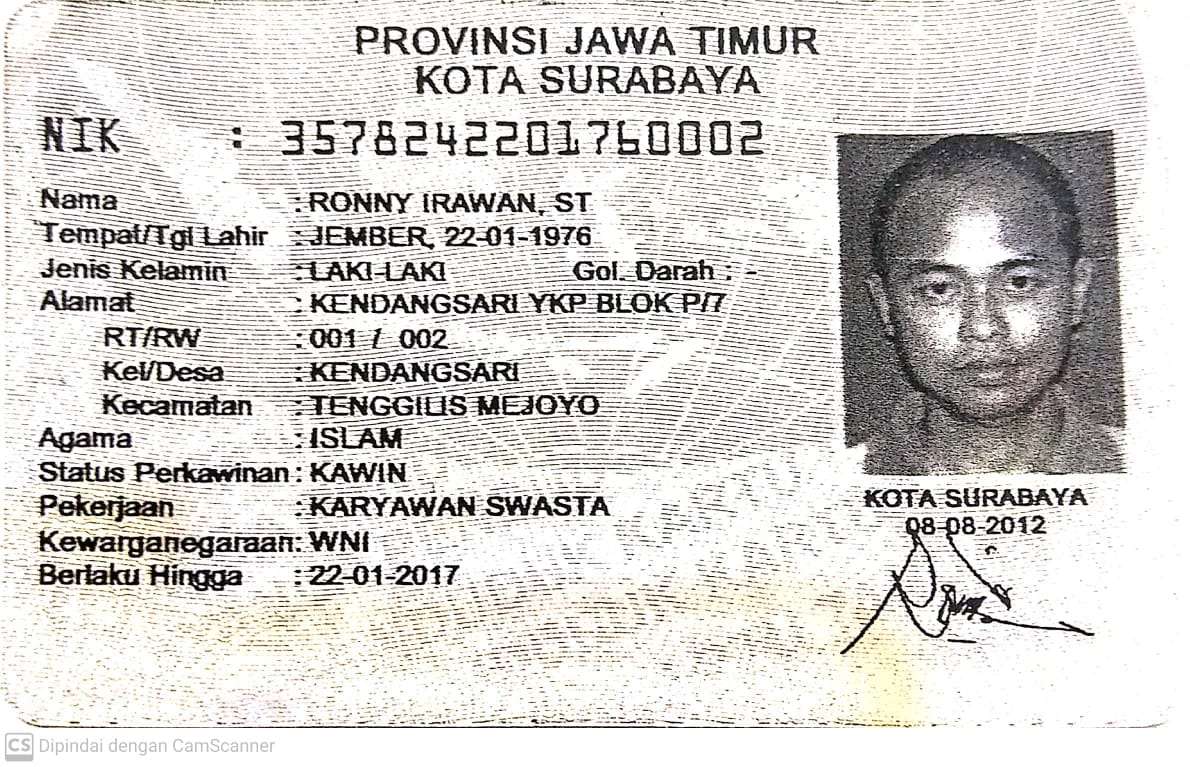 PROVINSI JAWA TIMUR
KOTA SURABAYA
NIK : 3578242201760002
Nama : RONNY IRAWAN, ST
Tempat/Tgl Lahir : JEMBER, 22-01-1976
Jenis Kelamin : LAKI-LAKI Gol. Darah : -
Alamat : KENDANGSARI YKP BLOK P/7
RT/RW : 001 / 002
Kel/Desa : KENDANGSARI
Kecamatan : TENGGILIS MEJOYO
Agama : ISLAM
Status Perkawinan : KAWIN
Pekerjaan : KARYAWAN SWASTA
Kewarganegaraan : WNI
Berlaku Hingga : 22-01-2017
KOTA SURABAYA
08-08-2012
CS Dipindai dengan CamScanner